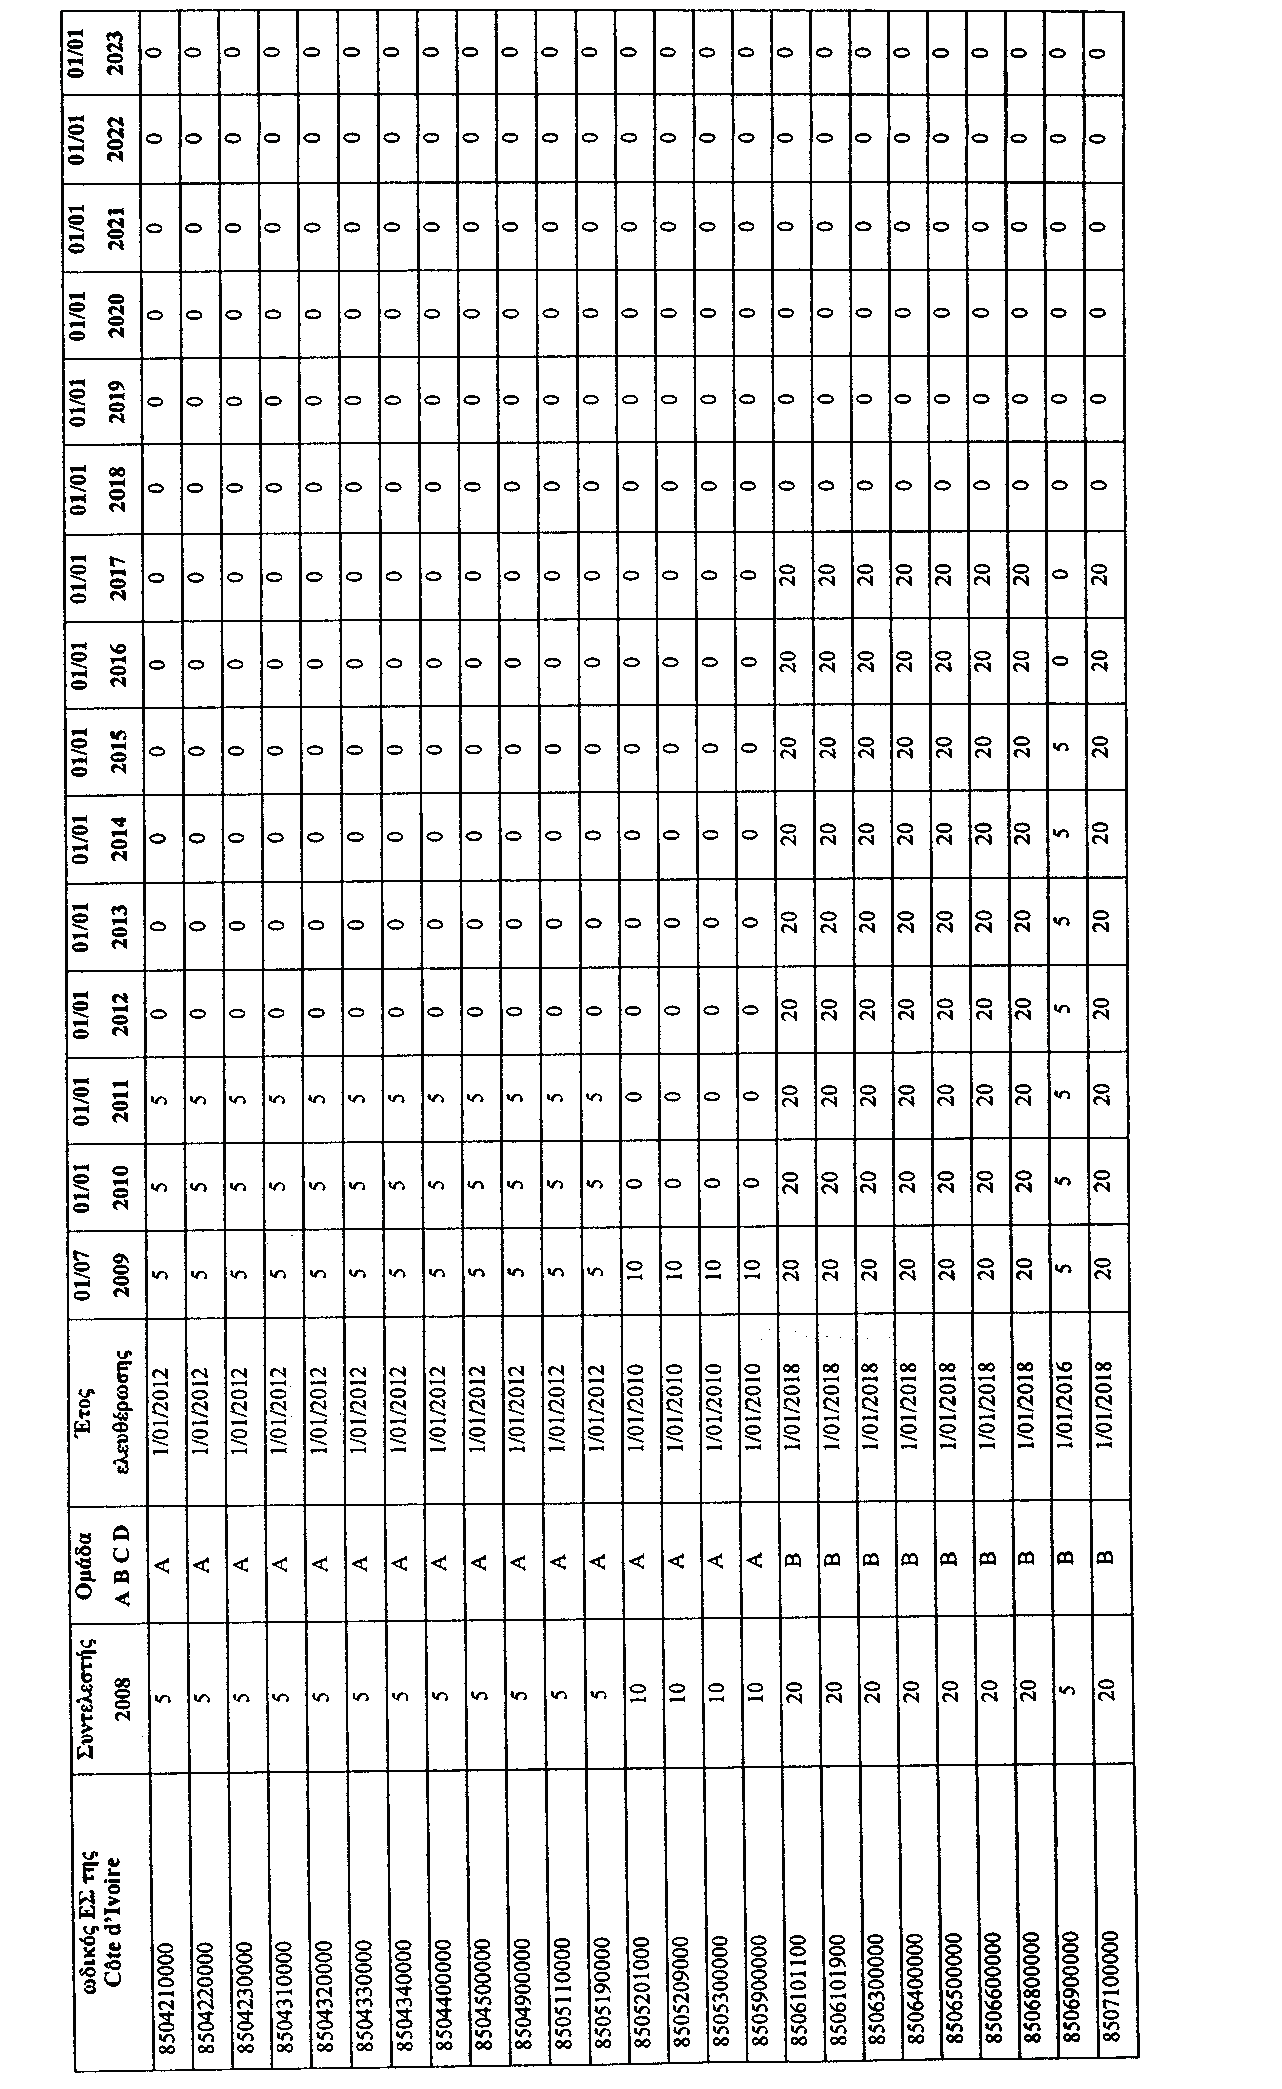 ωδικός ΕΣ της Côte d'Ivoire | Συντελεστής 2008 | Ομάδα A B C D | Έτος ελευθέρωσης | 01/07 2009 | 01/01 2010 | 01/01 2011 | 01/01 2012 | 01/01 2013 | 01/01 2014 | 01/01 2015 | 01/01 2016 | 01/01 2017 | 01/01 2018 | 01/01 2019 | 01/01 2020 | 01/01 2021 | 01/01 2022 | 01/01 2023
8504210000 5 A 1/01/2012 5 5 5 0 0 0 0 0 0 0 0 0 0 0 0
8504220000 5 A 1/01/2012 5 5 5 0 0 0 0 0 0 0 0 0 0 0 0
8504230000 5 A 1/01/2012 5 5 5 0 0 0 0 0 0 0 0 0 0 0 0
8504310000 5 A 1/01/2012 5 5 5 0 0 0 0 0 0 0 0 0 0 0 0
8504320000 5 A 1/01/2012 5 5 5 0 0 0 0 0 0 0 0 0 0 0 0
8504330000 5 A 1/01/2012 5 5 5 0 0 0 0 0 0 0 0 0 0 0 0
8504340000 5 A 1/01/2012 5 5 5 0 0 0 0 0 0 0 0 0 0 0 0
8504400000 5 A 1/01/2012 5 5 5 0 0 0 0 0 0 0 0 0 0 0 0
8504500000 5 A 1/01/2012 5 5 5 0 0 0 0 0 0 0 0 0 0 0 0
8504900000 5 A 1/01/2012 5 5 5 0 0 0 0 0 0 0 0 0 0 0 0
8505110000 5 A 1/01/2012 5 5 5 0 0 0 0 0 0 0 0 0 0 0 0
8505190000 5 A 1/01/2012 5 5 5 0 0 0 0 0 0 0 0 0 0 0 0
8505201000 10 A 1/01/2010 10 0 0 0 0 0 0 0 0 0 0 0 0 0 0
8505209000 10 A 1/01/2010 10 0 0 0 0 0 0 0 0 0 0 0 0 0 0
8505300000 10 A 1/01/2010 10 0 0 0 0 0 0 0 0 0 0 0 0 0 0
8505900000 10 A 1/01/2010 10 0 0 0 0 0 0 0 0 0 0 0 0 0 0
8506101100 20 B 1/01/2018 20 20 20 20 20 20 20 20 20 0 0 0 0 0 0
8506101900 20 B 1/01/2018 20 20 20 20 20 20 20 20 20 0 0 0 0 0 0
8506300000 20 B 1/01/2018 20 20 20 20 20 20 20 20 20 0 0 0 0 0 0
8506400000 20 B 1/01/2018 20 20 20 20 20 20 20 20 20 0 0 0 0 0 0
8506500000 20 B 1/01/2018 20 20 20 20 20 20 20 20 20 0 0 0 0 0 0
8506600000 20 B 1/01/2018 20 20 20 20 20 20 20 20 20 0 0 0 0 0 0
8506800000 20 B 1/01/2018 20 20 20 20 20 20 20 20 20 0 0 0 0 0 0
8506900000 5 B 1/01/2016 5 5 5 5 5 5 5 0 0 0 0 0 0 0 0
8507100000 20 B 1/01/2018 20 20 20 20 20 20 20 20 20 0 0 0 0 0 0